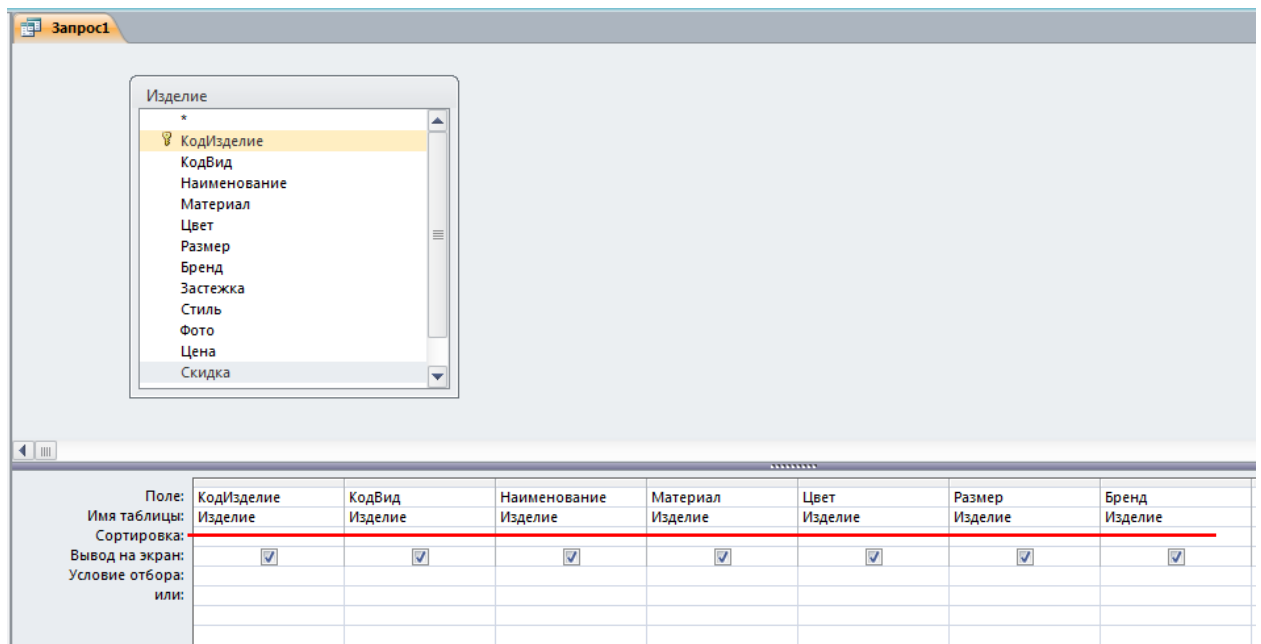 Запрос1
Изделие
*
КодИзделие
КодВид
Наименование
Материал
Цвет
Размер
Бренд
Застежка
Стиль
Фото
Цена
Скидка
Поле: КодИзделие КодВид Наименование Материал Цвет Размер Бренд
Имя таблицы: Изделие Изделие Изделие Изделие Изделие Изделие Изделие
Сортировка:
Вывод на экран:
Условие отбора:
или: